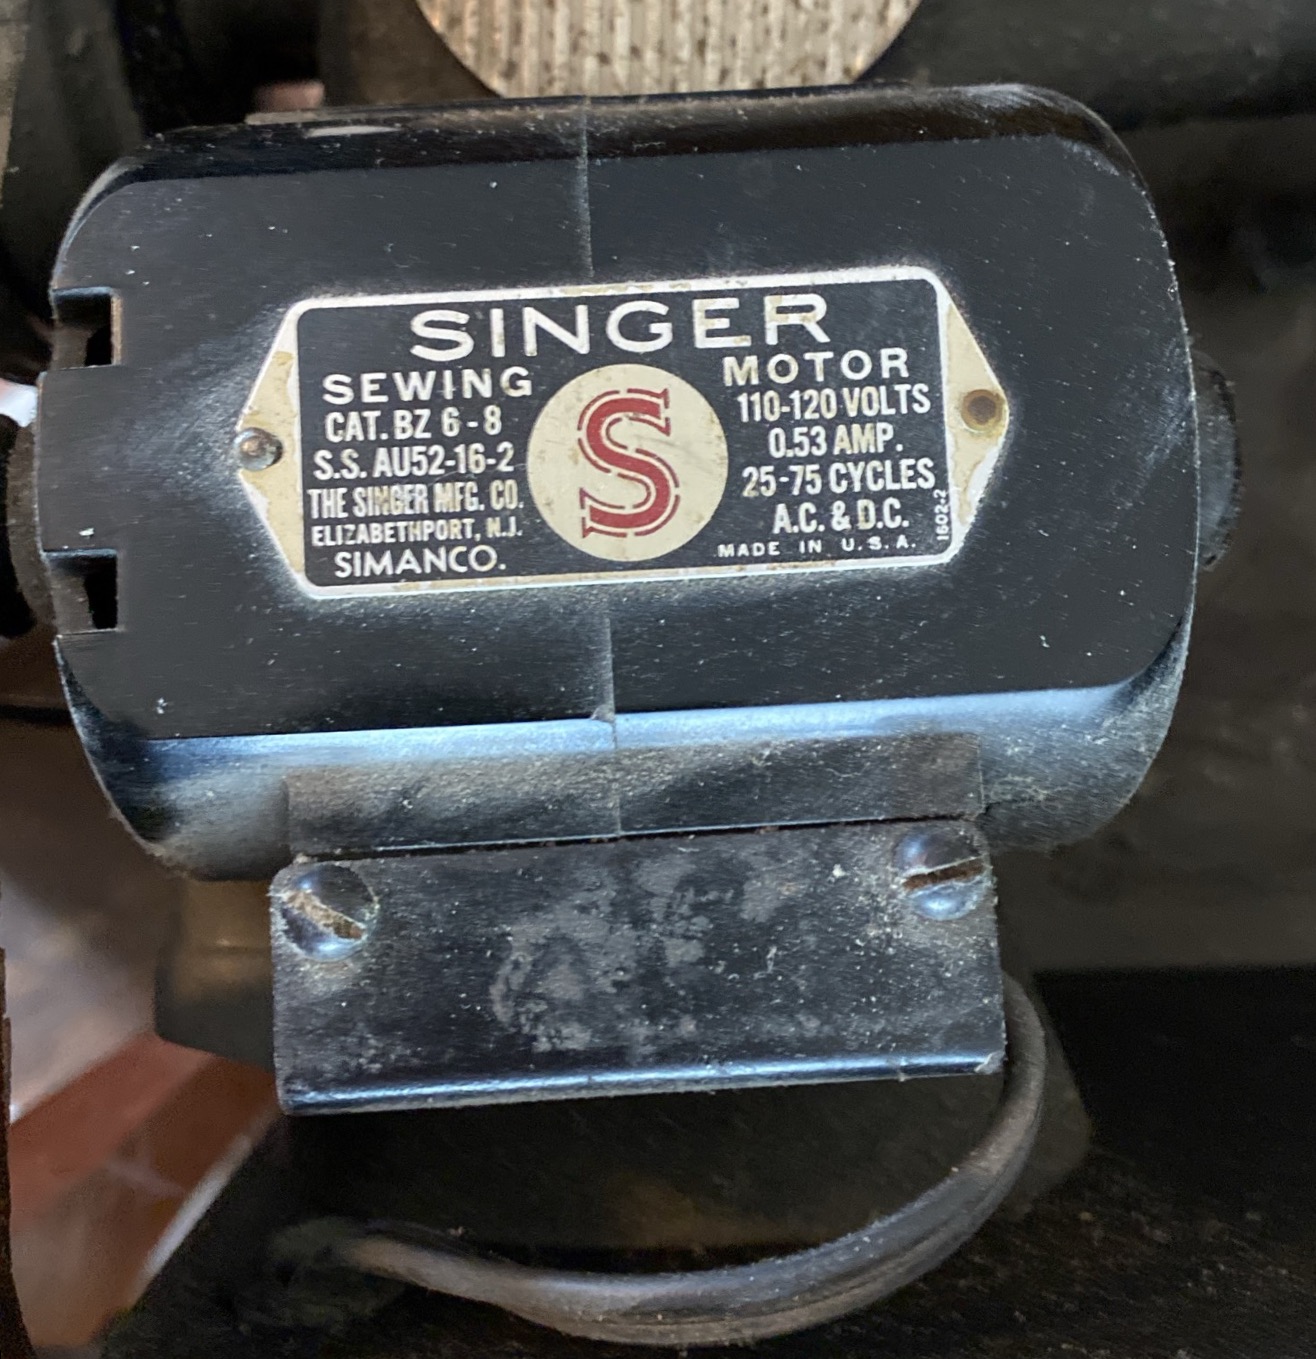 SINGER
SEWING
CAT. BZ 6-8
S.S. AU52-16-2
THE SINGER MFG. CO.
ELIZABETHPORT, N.J.
SIMANCO.
S
MOTOR
110-120 VOLTS
0.53 AMP.
25-75 CYCLES
A.C. & D.C.
MADE IN U.S.A.
1602-2